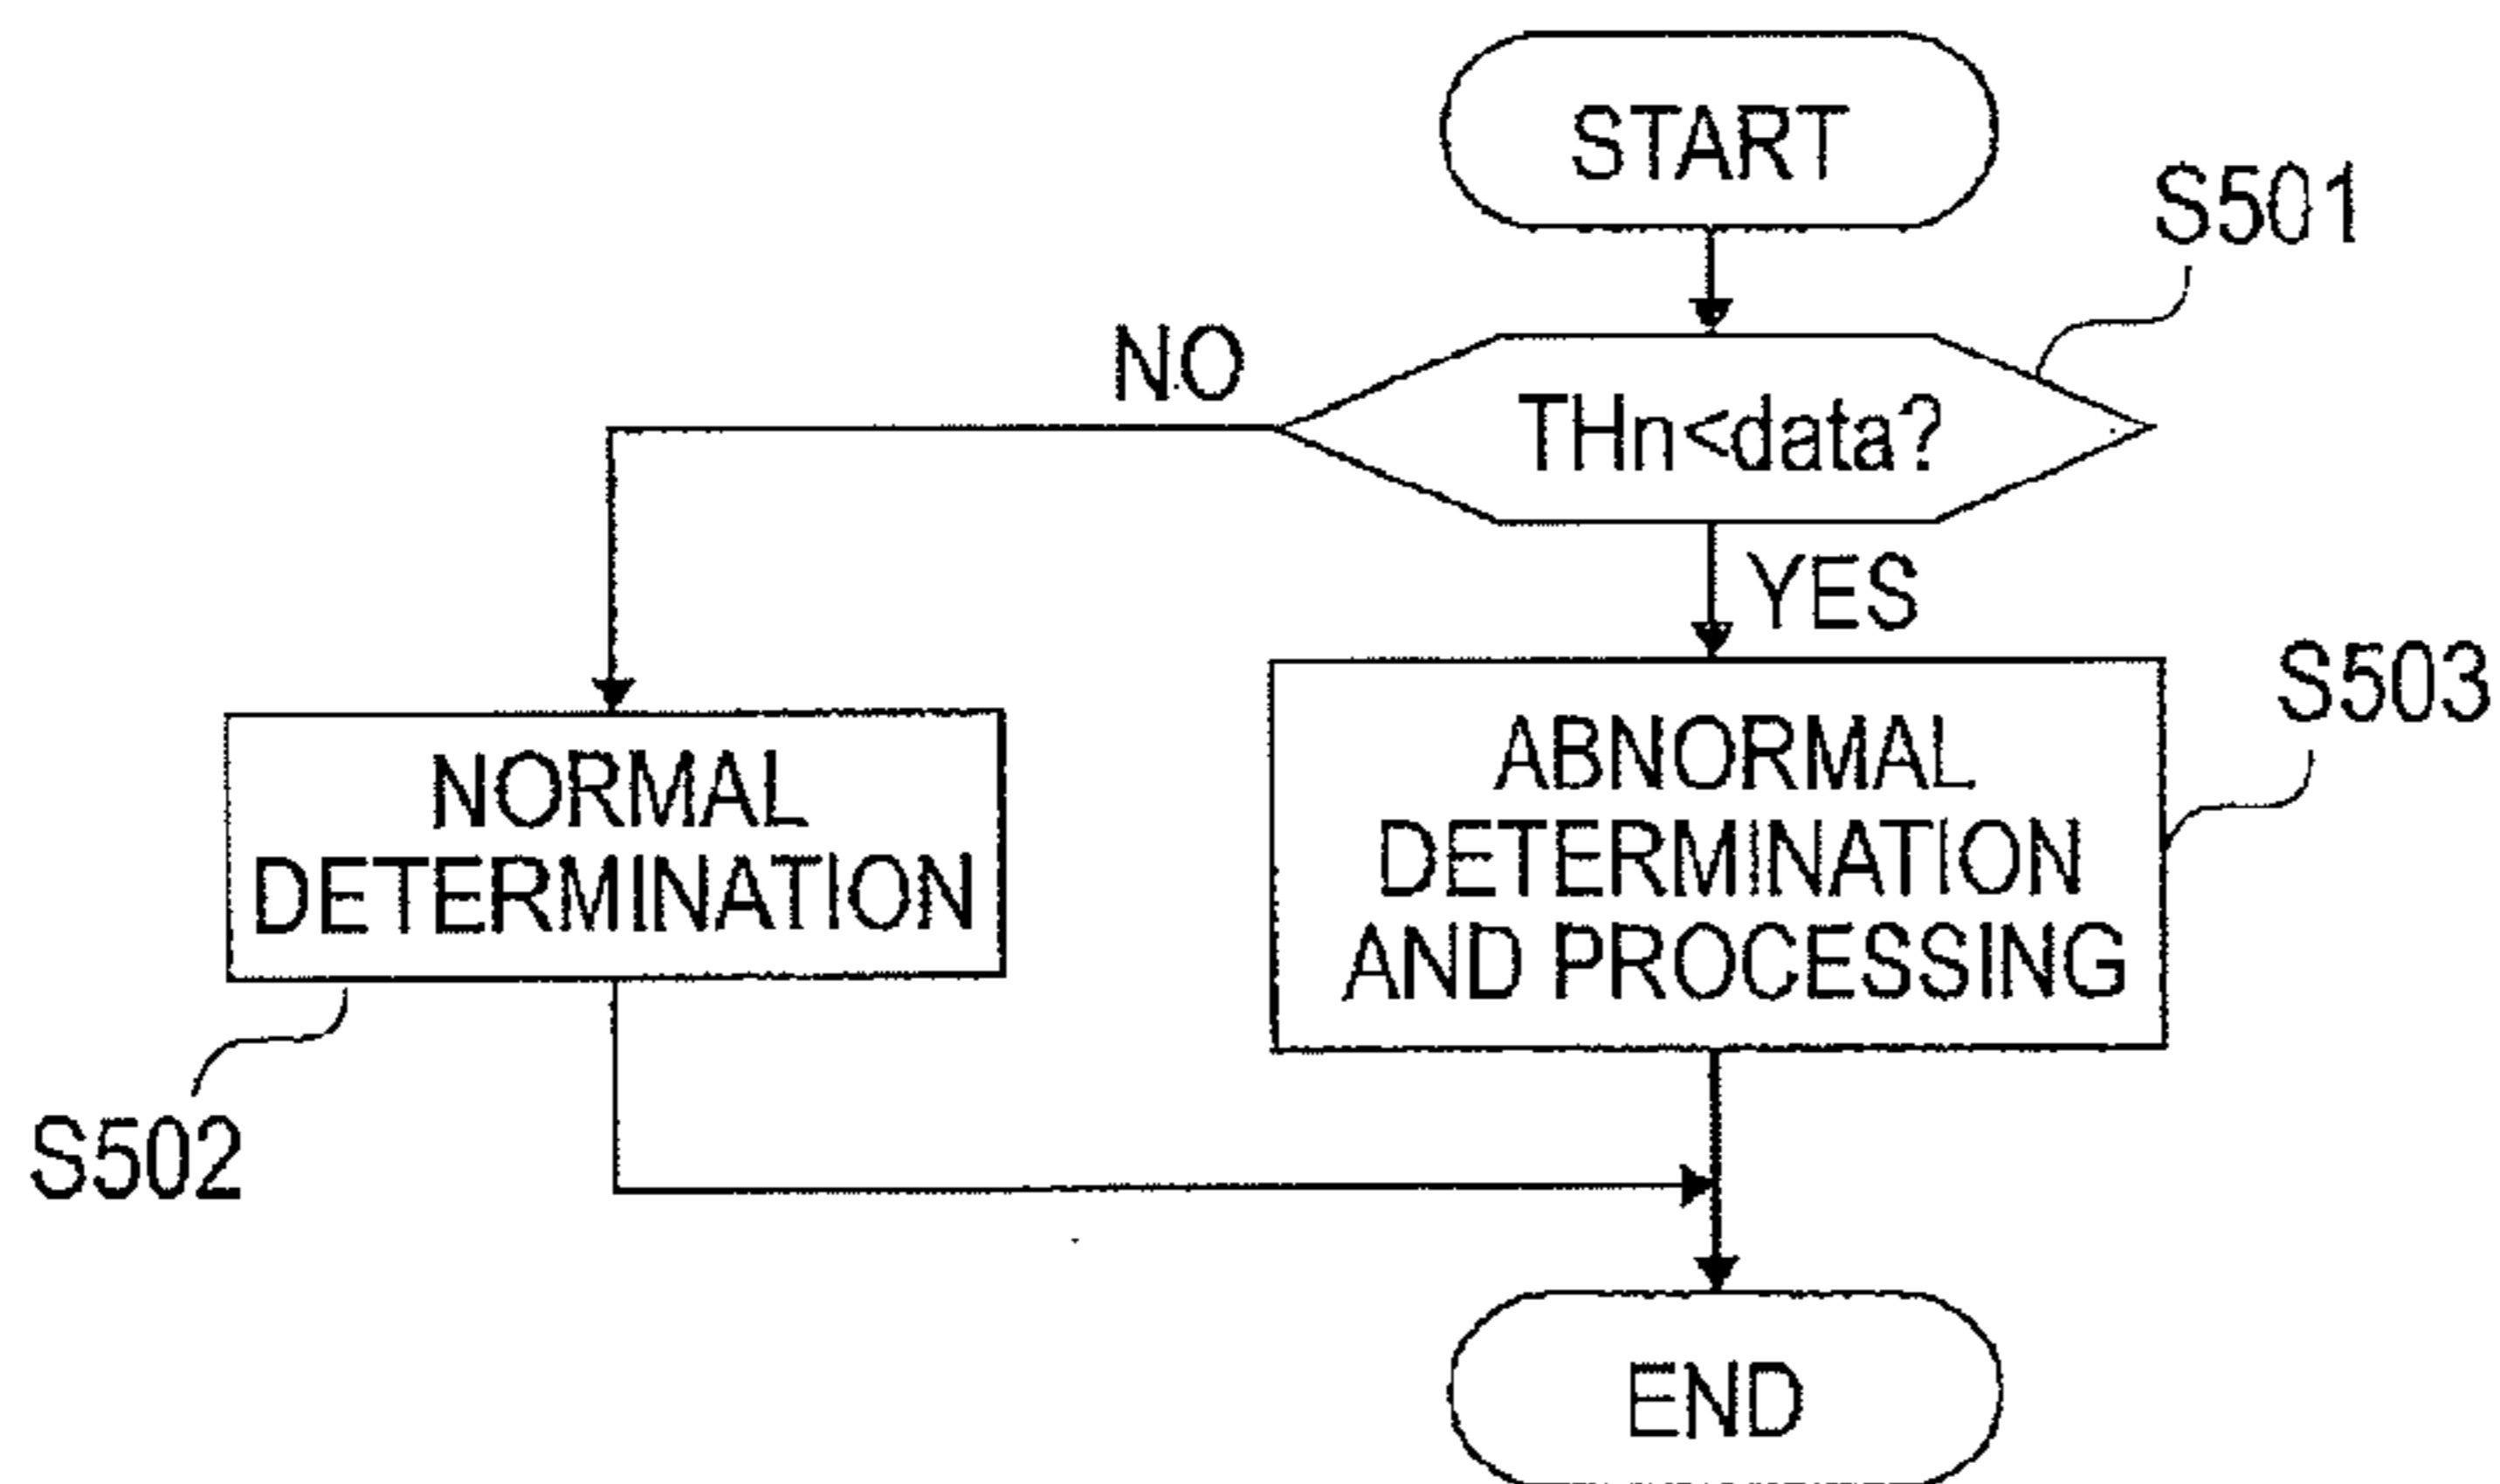 START
S501
NO
THn<data?
YES
S503
NORMAL
DETERMINATION
ABNORMAL
DETERMINATION
AND PROCESSING
S502
END